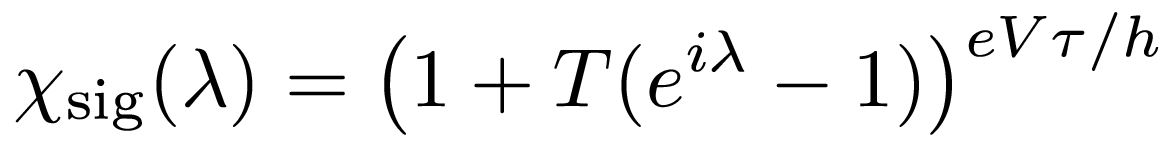 χ_sig(λ) = (1 + T(e^{iλ} − 1))^{eVτ/h}